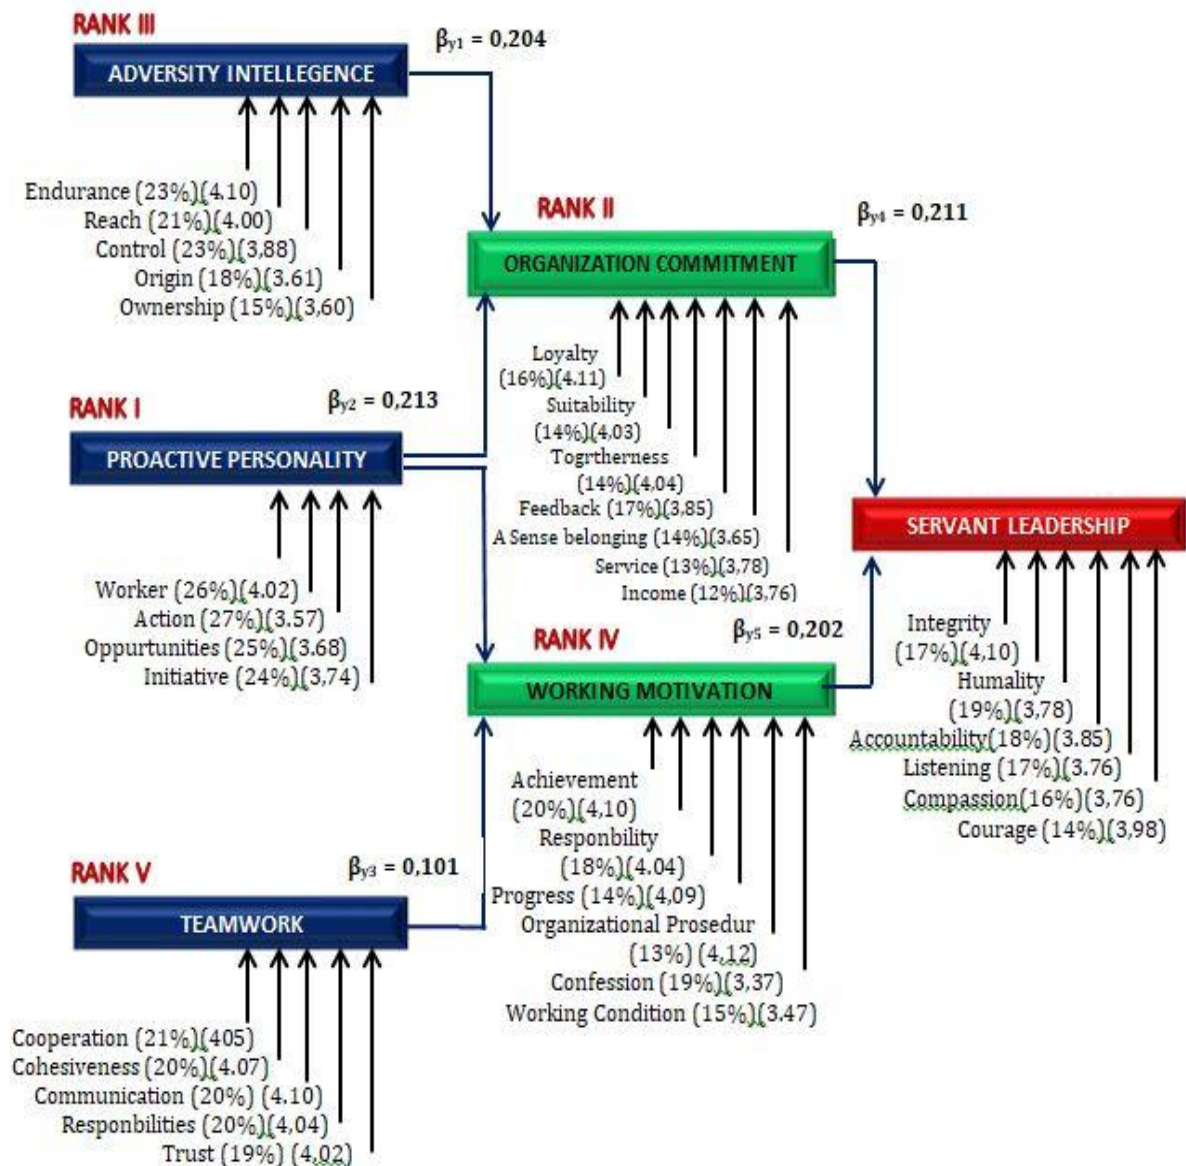 RANK III
β_y1 = 0,204
ADVERSITY INTELLEGENCE
Endurance (23%)(4.10)
Reach (21%)(4.00)
Control (23%)(3,88
Origin (18%)(3.61)
Ownership (15%)(3,60)
RANK II
β_y4 = 0,211
ORGANIZATION COMMITMENT
Loyalty
(16%)(4.11)
Suitability
(14%)(4,03)
Togrtherness
(14%)(4,04)
Feedback (17%)(3,85)
A Sense belonging (14%)(3.65)
Service (13%)(3,78)
Income (12%)(3,76)
RANK I
β_y2 = 0,213
PROACTIVE PERSONALITY
Worker (26%)(4.02)
Action (27%)(3.57)
Oppurtunities (25%)(3.68)
Initiative (24%)(3,74)
SERVANT LEADERSHIP
Integrity
(17%)(4,10)
Humality
(19%)(3,78)
Accountability(18%)(3.85)
Listening (17%)(3.76)
Compassion(16%)(3,76)
Courage (14%)(3,98)
RANK IV
β_y5 = 0,202
WORKING MOTIVATION
Achievement
(20%)(4,10)
Responbility
(18%)(4.04)
Progress (14%)(4,09)
Organizational Prosedur
(13%) (4,12)
Confession (19%)(3,37)
Working Condition (15%)(3.47)
RANK V
β_y3 = 0,101
TEAMWORK
Cooperation (21%)(405)
Cohesiveness (20%)(4.07)
Communication (20%) (4.10)
Responbilities (20%)(4,04)
Trust (19%) (4,02)